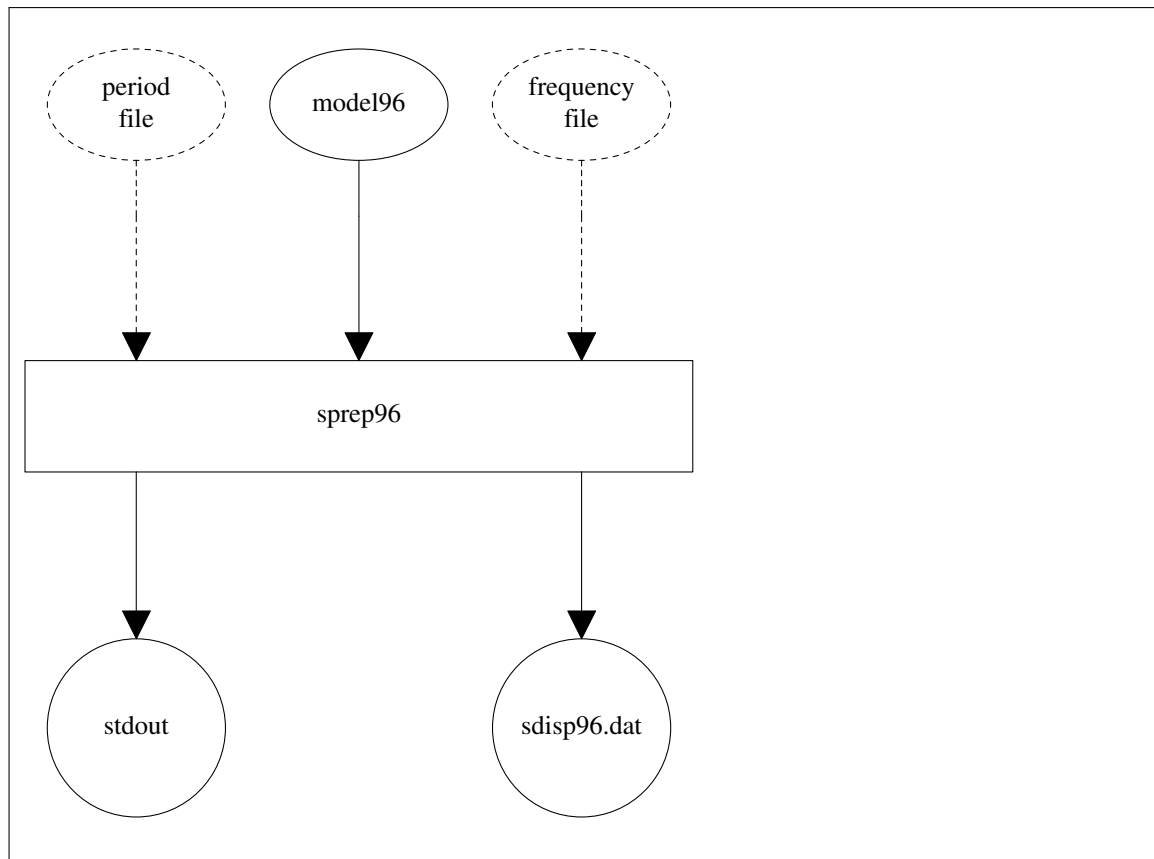 period
file
model96
frequency
file
sprep96
stdout
sdisp96.dat